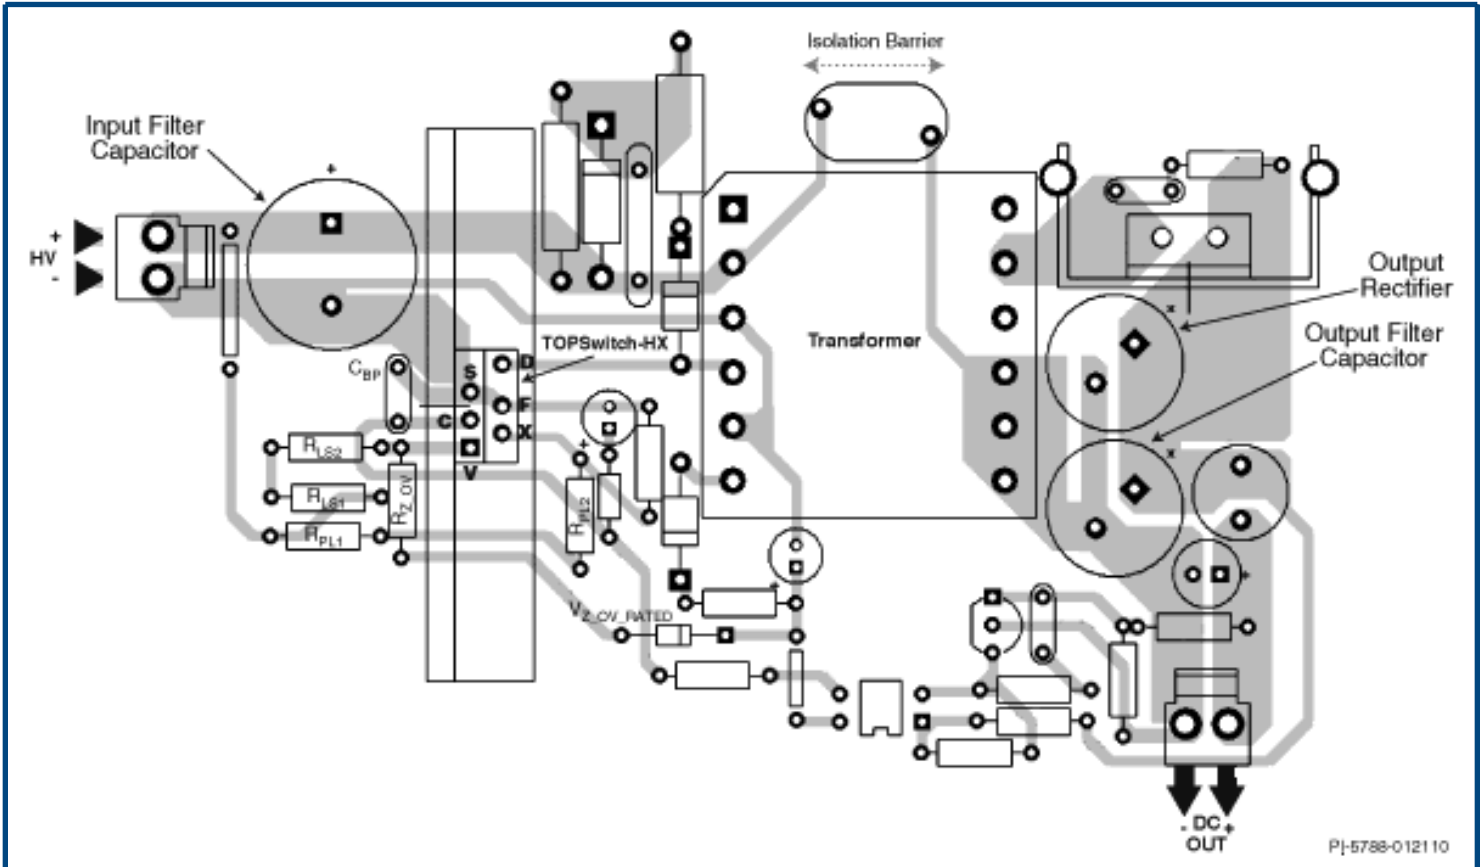 Isolation Barrier
Input Filter
Capacitor
+
+
HV
-
Output
Rectifier
Output Filter
Capacitor
Transformer
TOPSwitch-HX
D
S
CBP
F
C
X
V
RLS2
RLS1
RPL1
RZ_OV
+
RPL2
x
x
+
+
VZ_OV_RATED
- DC +
OUT
PI-5788-012110